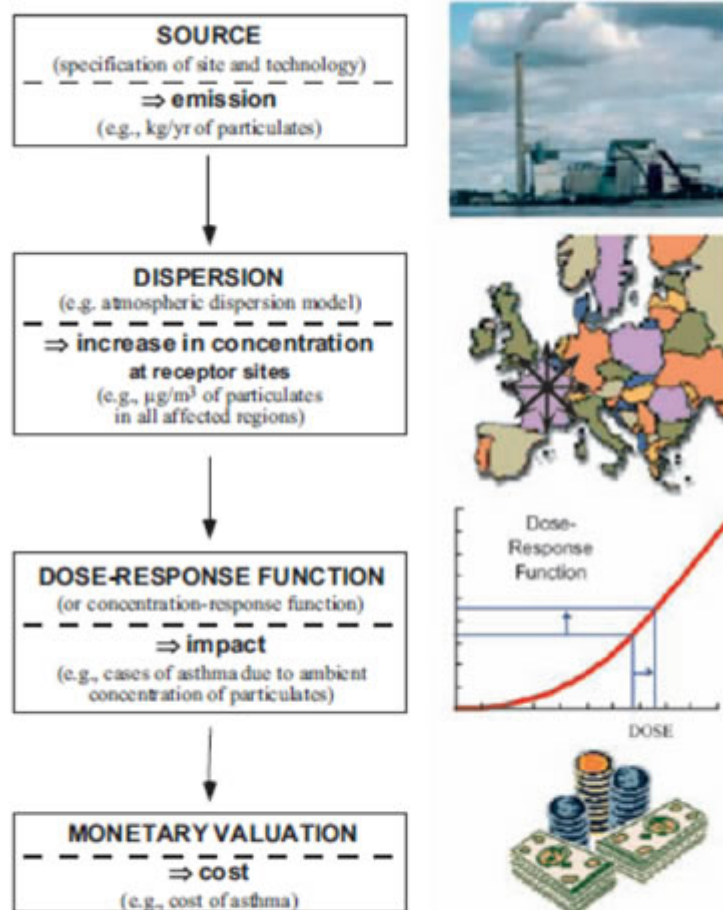 SOURCE
(specification of site and technology)
⇒ emission
(e.g., kg/yr of particulates)
DISPERSION
(e.g. atmospheric dispersion model)
⇒ increase in concentration
at receptor sites
(e.g., µg/m³ of particulates
in all affected regions)
DOSE-RESPONSE FUNCTION
(or concentration-response function)
⇒ impact
(e.g., cases of asthma due to ambient
concentration of particulates)
MONETARY VALUATION
⇒ cost
(e.g., cost of asthma)
Dose-
Response
Function
DOSE